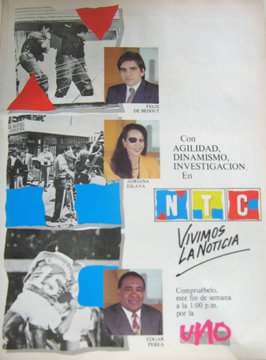 FELIX
DE BEDOUT
Con
AGILIDAD,
DINAMISMO,
INVESTIGACION.
En
ADRIANA
ESLAVA
NTC
VIVIMOS
LA NOTICIA
Compruébelo,
este fin de semana
a la 1:00 p.m.
por la
UNO
EDGAR
PEREA
15